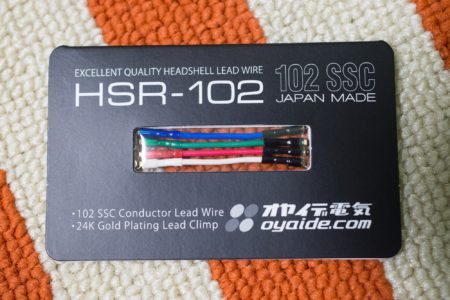 EXCELLENT QUALITY HEADSHELL LEAD WIRE
HSR-102
102 SSC
JAPAN MADE
・102 SSC Conductor Lead Wire
・24K Gold Plating Lead Climp
オヤイデ電気
oyaide.com